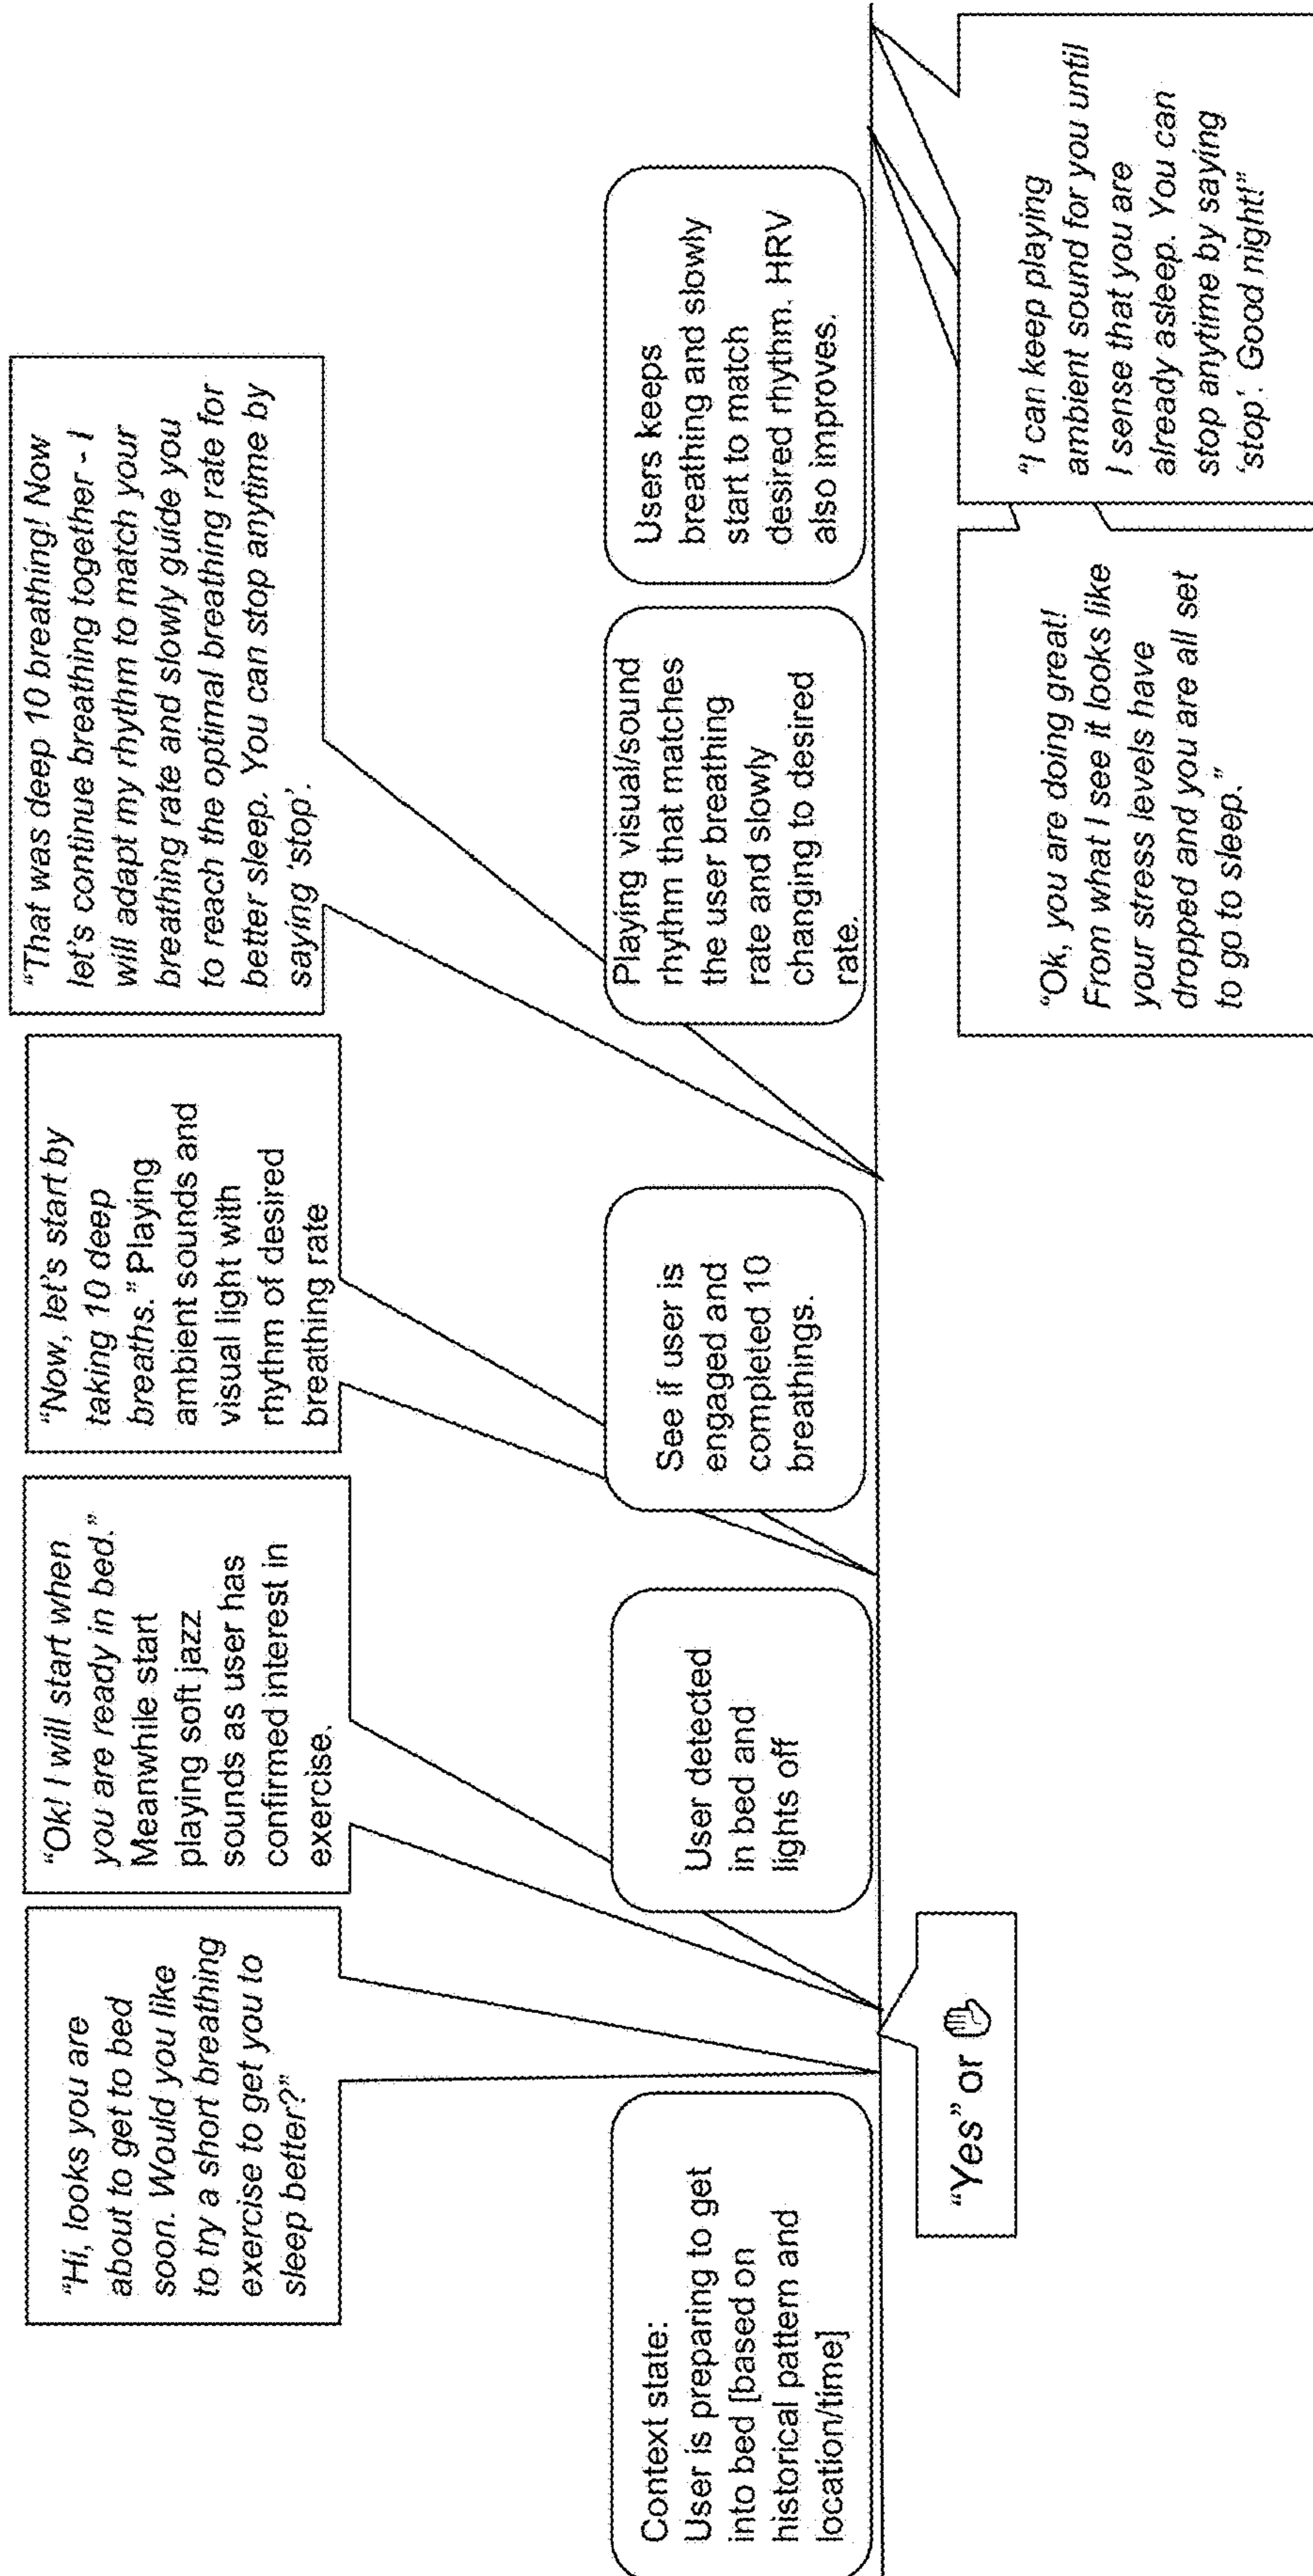 “Hi, looks you are
about to get to bed
soon. Would you like
to try a short breathing
exercise to get you to
sleep better?”
“Ok! I will start when
you are ready in bed.”
Meanwhile start
playing soft jazz
sounds as user has
confirmed interest in
exercise.
“Now, let’s start by
taking 10 deep
breaths.” Playing
ambient sounds and
visual light with
rhythm of desired
breathing rate
“That was deep 10 breathing! Now
let’s continue breathing together - I
will adapt my rhythm to match your
breathing rate and slowly guide you
to reach the optimal breathing rate for
better sleep. You can stop anytime by
saying ‘stop’.
Context state:
User is preparing to get
into bed [based on
historical pattern and
location/time]
User detected
in bed and
lights off
See if user is
engaged and
completed 10
breathings.
Playing visual/sound
rhythm that matches
the user breathing
rate and slowly
changing to desired
rate.
Users keeps
breathing and slowly
start to match
desired rhythm. HRV
also improves.
“Yes” or
“Ok, you are doing great!
From what I see it looks like
your stress levels have
dropped and you are all set
to go to sleep.”
“I can keep playing
ambient sound for you until
I sense that you are
already asleep. You can
stop anytime by saying
‘stop’. Good night!”